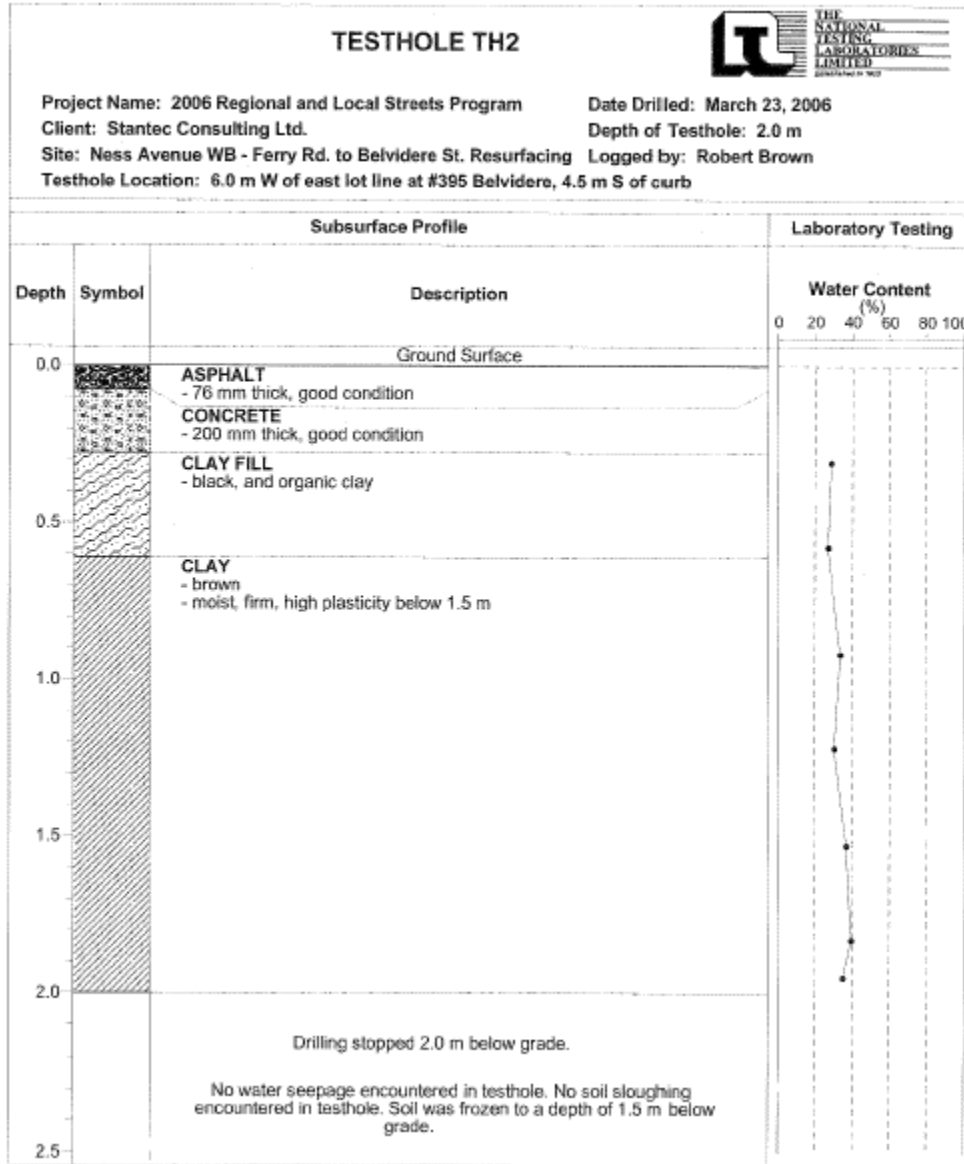 TESTHOLE TH2
THE
NATIONAL
TESTING
LABORATORIES
LIMITED
Project Name: 2006 Regional and Local Streets Program
Date Drilled: March 23, 2006
Client: Stantec Consulting Ltd.
Depth of Testhole: 2.0 m
Site: Ness Avenue WB - Ferry Rd. to Belvidere St. Resurfacing
Logged by: Robert Brown
Testhole Location: 6.0 m W of east lot line at #395 Belvidere, 4.5 m S of curb
Subsurface Profile
Laboratory Testing
Depth
Symbol
Description
Water Content
(%)
0 20 40 60 80 100
Ground Surface
0.0
ASPHALT
- 76 mm thick, good condition
CONCRETE
- 200 mm thick, good condition
CLAY FILL
- black, and organic clay
0.5
CLAY
- brown
- moist, firm, high plasticity below 1.5 m
1.0
1.5
2.0
Drilling stopped 2.0 m below grade.
No water seepage encountered in testhole. No soil sloughing
encountered in testhole. Soil was frozen to a depth of 1.5 m below
grade.
2.5